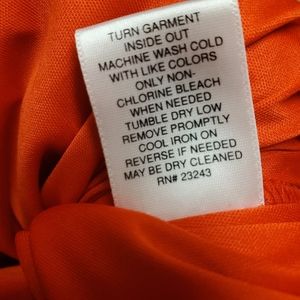 TURN GARMENT
INSIDE OUT
MACHINE WASH COLD
WITH LIKE COLORS
ONLY NON-
CHLORINE BLEACH
WHEN NEEDED
TUMBLE DRY LOW
REMOVE PROMPTLY
COOL IRON ON
REVERSE IF NEEDED
MAY BE DRY CLEANED
RN# 23243